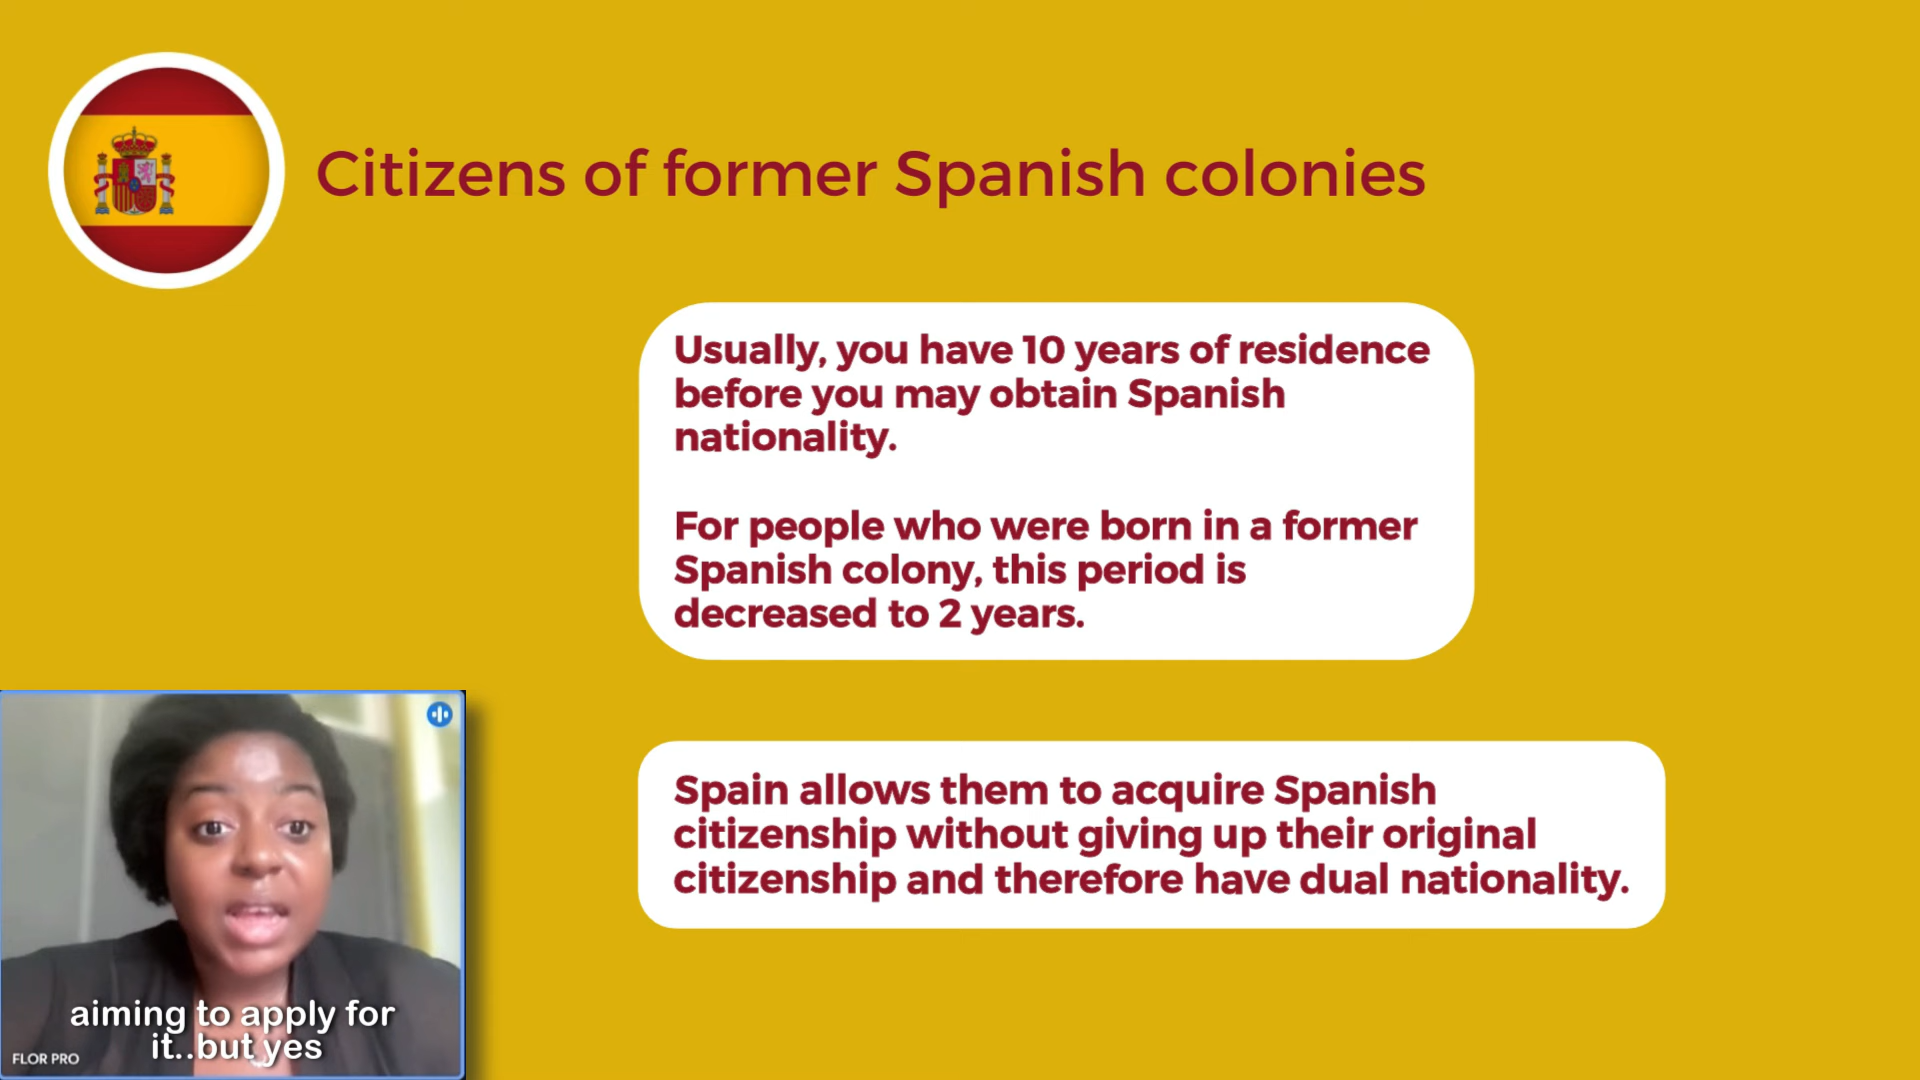 Citizens of former Spanish colonies
Usually, you have 10 years of residence
before you may obtain Spanish
nationality.
For people who were born in a former
Spanish colony, this period is
decreased to 2 years.
Spain allows them to acquire Spanish
citizenship without giving up their original
citizenship and therefore have dual nationality.
aiming to apply for
it..but yes
FLOR PRO